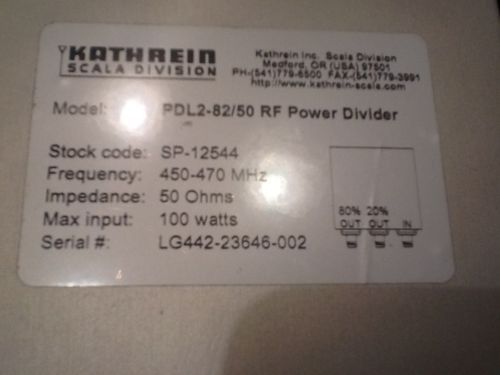 KATHREIN
SCALA DIVISION
Kathrein Inc. Scala Division
Medford, OR (USA) 97501
PH-(541)779-6500 FAX-(541)779-3991
http://www.kathrein-scala.com
Model: PDL2-82/50 RF Power Divider
Stock code: SP-12544
Frequency: 450-470 MHz
Impedance: 50 Ohms
Max input: 100 watts
Serial #: LG442-23646-002
80% 20%
OUT OUT IN